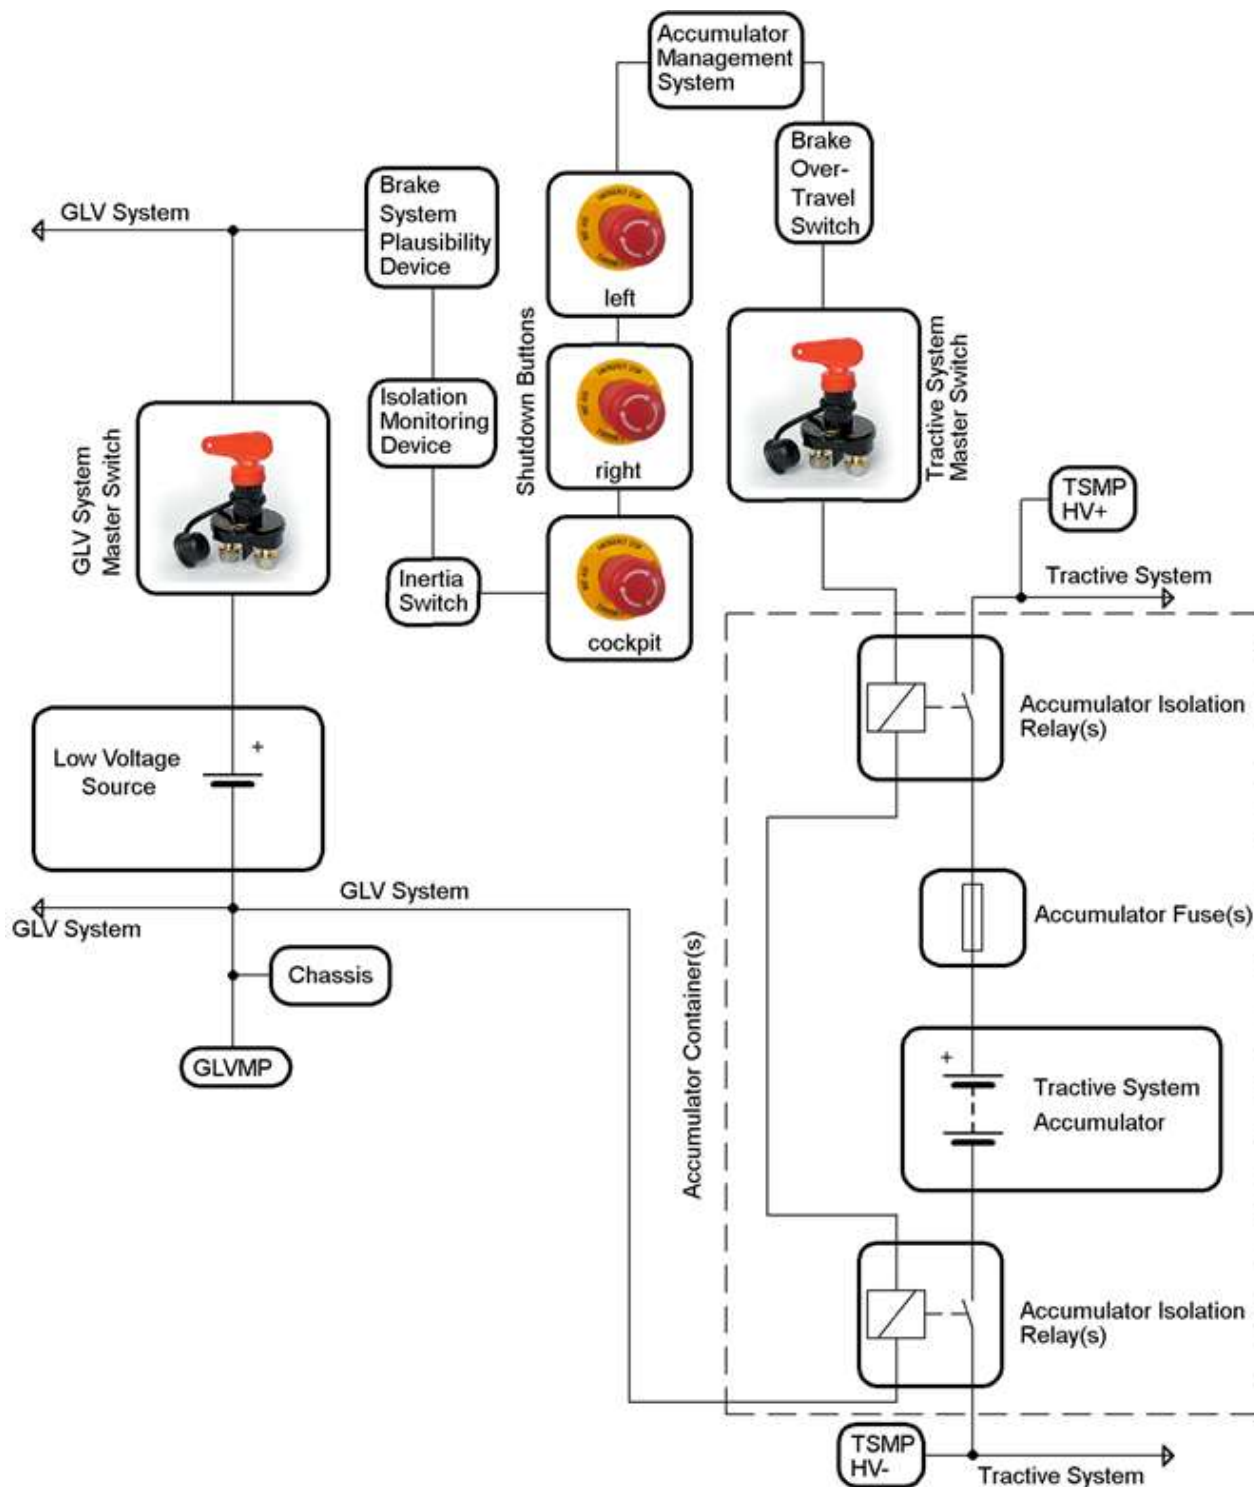 Accumulator
Management
System
Brake
Over-
Travel
Switch
Brake
System
Plausibility
Device
GLV System
left
Shutdown Buttons
right
cockpit
Isolation
Monitoring
Device
Inertia
Switch
GLV System
Master Switch
Tractive System
Master Switch
TSMP
HV+
Tractive System
Accumulator Isolation
Relay(s)
Low Voltage
Source
+
GLV System
GLV System
Chassis
GLVMP
Accumulator Container(s)
Accumulator Fuse(s)
+
Tractive System
Accumulator
Accumulator Isolation
Relay(s)
TSMP
HV-
Tractive System